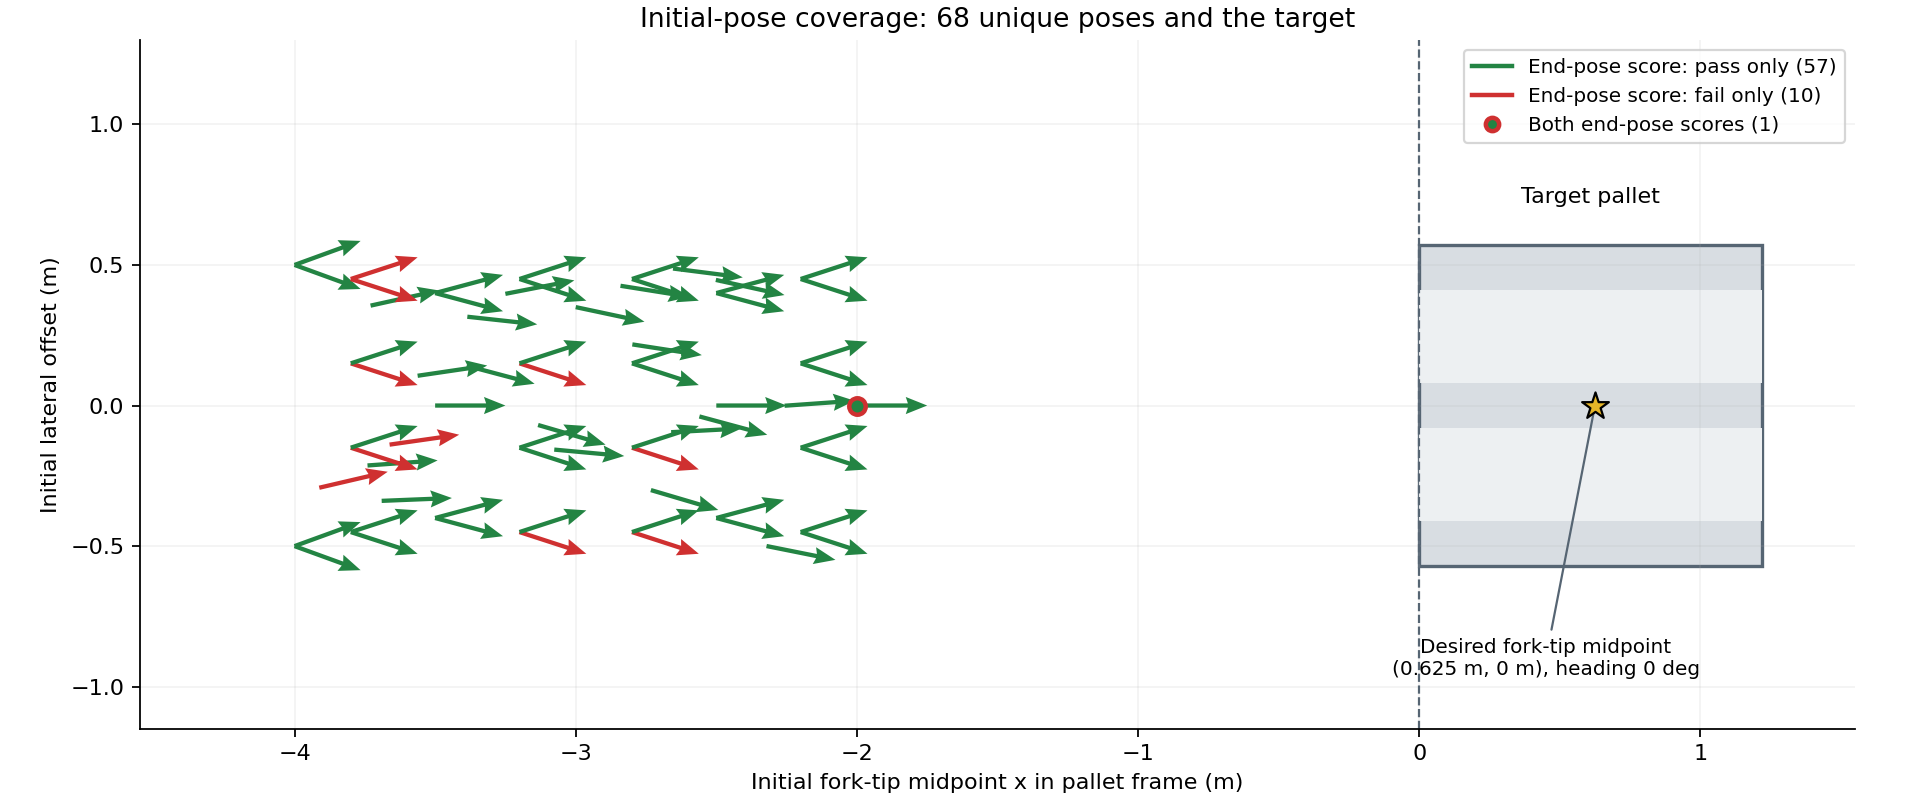 Initial-pose coverage: 68 unique poses and the target
End-pose score: pass only (57)
End-pose score: fail only (10)
Both end-pose scores (1)
Target pallet
Desired fork-tip midpoint
(0.625 m, 0 m), heading 0 deg
1.0
0.5
0.0
−0.5
−1.0
Initial lateral offset (m)
−4
−3
−2
−1
0
1
Initial fork-tip midpoint x in pallet frame (m)